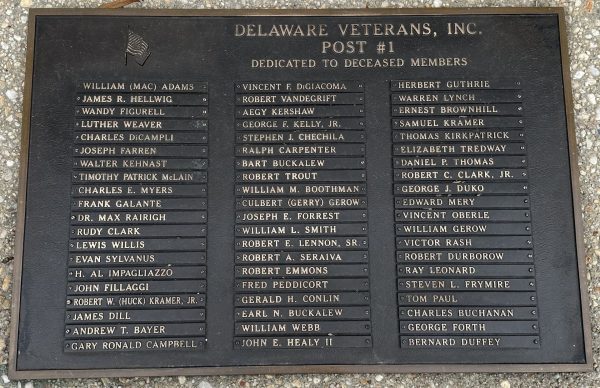 DELAWARE VETERANS, INC.
POST #1
DEDICATED TO DECEASED MEMBERS
WILLIAM (MAC) ADAMS
JAMES R. HELLWIG
WANDY FIGURELL
LUTHER WEAVER
CHARLES DiCAMPLI
JOSEPH FARREN
WALTER KEHNAST
TIMOTHY PATRICK McLAIN
CHARLES E. MYERS
FRANK GALANTE
DR. MAX RAIRIGH
RUDY CLARK
LEWIS WILLIS
EVAN SYLVANUS
H. AL IMPAGLIAZZO
JOHN FILLAGGI
ROBERT W. (HUCK) KRAMER, JR.
JAMES DILL
ANDREW T. BAYER
GARY RONALD CAMPBELL
VINCENT F. DiGIACOMA
ROBERT VANDEGRIFT
AEGY KERSHAW
GEORGE F. KELLY, JR.
STEPHEN J. CHECHILA
RALPH CARPENTER
BART BUCKALEW
ROBERT TROUT
WILLIAM M. BOOTHMAN
CULBERT (GERRY) GEROW
JOSEPH E. FORREST
WILLIAM L. SMITH
ROBERT E. LENNON, SR.
ROBERT A. SERAIVA
ROBERT EMMONS
FRED PEDDICORT
GERALD H. CONLIN
EARL N. BUCKALEW
WILLIAM WEBB
JOHN E. HEALY II
HERBERT GUTHRIE
WARREN LYNCH
ERNEST BROWNHILL
SAMUEL KRAMER
THOMAS KIRKPATRICK
ELIZABETH TREDWAY
DANIEL P. THOMAS
ROBERT C. CLARK, JR.
GEORGE J. DUKO
EDWARD MERY
VINCENT OBERLE
WILLIAM GEROW
VICTOR RASH
ROBERT DURBOROW
RAY LEONARD
STEVEN L. FRYMIRE
TOM PAUL
CHARLES BUCHANAN
GEORGE FORTH
BERNARD DUFFEY